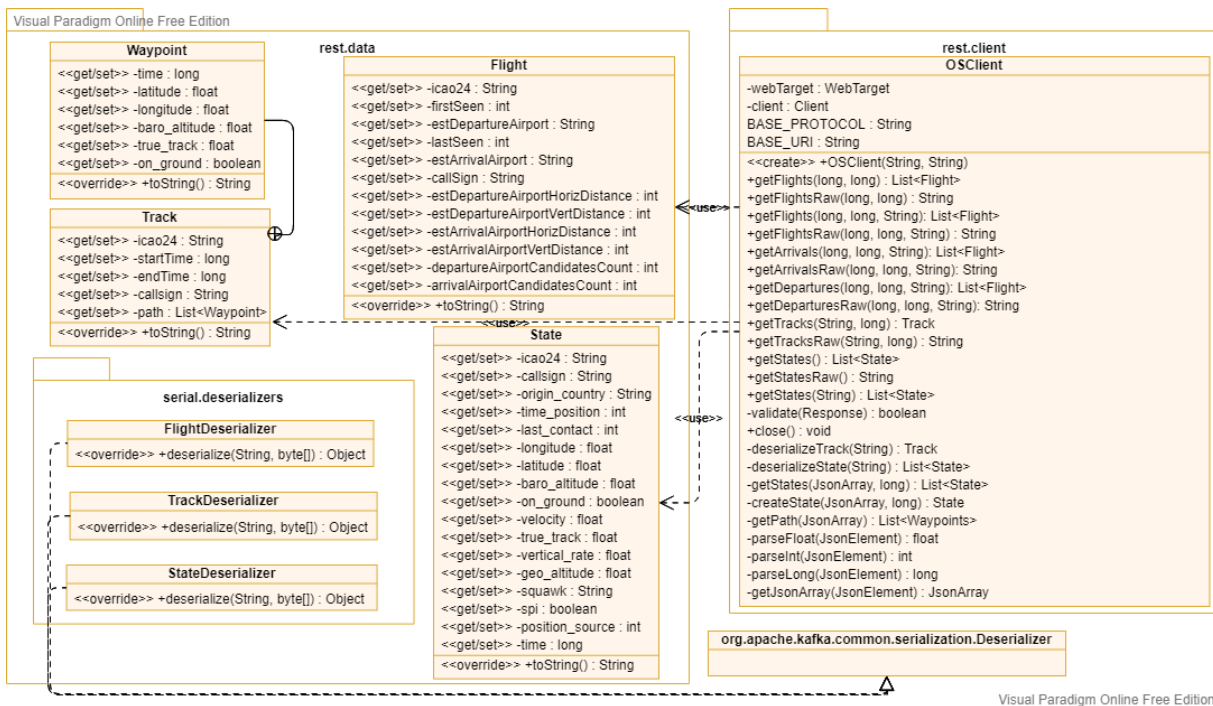 Visual Paradigm Online Free Edition
rest.data
Waypoint
<<get/set>> -time : long
<<get/set>> -latitude : float
<<get/set>> -longitude : float
<<get/set>> -baro_altitude : float
<<get/set>> -true_track : float
<<get/set>> -on_ground : boolean
<<override>> +toString() : String
Track
<<get/set>> -icao24 : String
<<get/set>> -startTime : long
<<get/set>> -endTime : long
<<get/set>> -callsign : String
<<get/set>> -path : List<Waypoint>
<<override>> +toString() : String
Flight
<<get/set>> -icao24 : String
<<get/set>> -firstSeen : int
<<get/set>> -estDepartureAirport : String
<<get/set>> -lastSeen : int
<<get/set>> -estArrivalAirport : String
<<get/set>> -callSign : String
<<get/set>> -estDepartureAirportHorizDistance : int
<<get/set>> -estDepartureAirportVertDistance : int
<<get/set>> -estArrivalAirportHorizDistance : int
<<get/set>> -estArrivalAirportVertDistance : int
<<get/set>> -departureAirportCandidatesCount : int
<<get/set>> -arrivalAirportCandidatesCount : int
<<override>> +toString() : String
<<use>>
<<use>>
<<use>>
State
<<get/set>> -icao24 : String
<<get/set>> -callsign : String
<<get/set>> -origin_country : String
<<get/set>> -time_position : int
<<get/set>> -last_contact : int
<<get/set>> -longitude : float
<<get/set>> -latitude : float
<<get/set>> -baro_altitude : float
<<get/set>> -on_ground : boolean
<<get/set>> -velocity : float
<<get/set>> -true_track : float
<<get/set>> -vertical_rate : float
<<get/set>> -geo_altitude : float
<<get/set>> -squawk : String
<<get/set>> -spi : boolean
<<get/set>> -position_source : int
<<get/set>> -time : long
<<override>> +toString() : String
serial.deserializers
FlightDeserializer
<<override>> +deserialize(String, byte[]) : Object
TrackDeserializer
<<override>> +deserialize(String, byte[]) : Object
StateDeserializer
<<override>> +deserialize(String, byte[]) : Object
rest.client
OSClient
-webTarget : WebTarget
-client : Client
BASE_PROTOCOL : String
BASE_URI : String
<<create>> +OSClient(String, String)
+getFlights(long, long) : List<Flight>
+getFlightsRaw(long, long) : String
+getFlights(long, long, String): List<Flight>
+getFlightsRaw(long, long, String) : String
+getArrivals(long, long, String): List<Flight>
+getArrivalsRaw(long, long, String): String
+getDepartures(long, long, String): List<Flight>
+getDeparturesRaw(long, long, String): String
+getTracks(String, long) : Track
+getTracksRaw(String, long) : String
+getStates() : List<State>
+getStatesRaw() : String
+getStates(String) : List<State>
-validate(Response) : boolean
+close() : void
-deserializeTrack(String) : Track
-deserializeState(String) : List<State>
-getStates(JsonArray, long) : List<State>
-createState(JsonArray, long) : State
-getPath(JsonArray) : List<Waypoints>
-parseFloat(JsonElement) : float
-parseInt(JsonElement) : int
-parseLong(JsonElement) : long
-getJsonArray(JsonElement) : JsonArray
org.apache.kafka.common.serialization.Deserializer
Visual Paradigm Online Free Edition